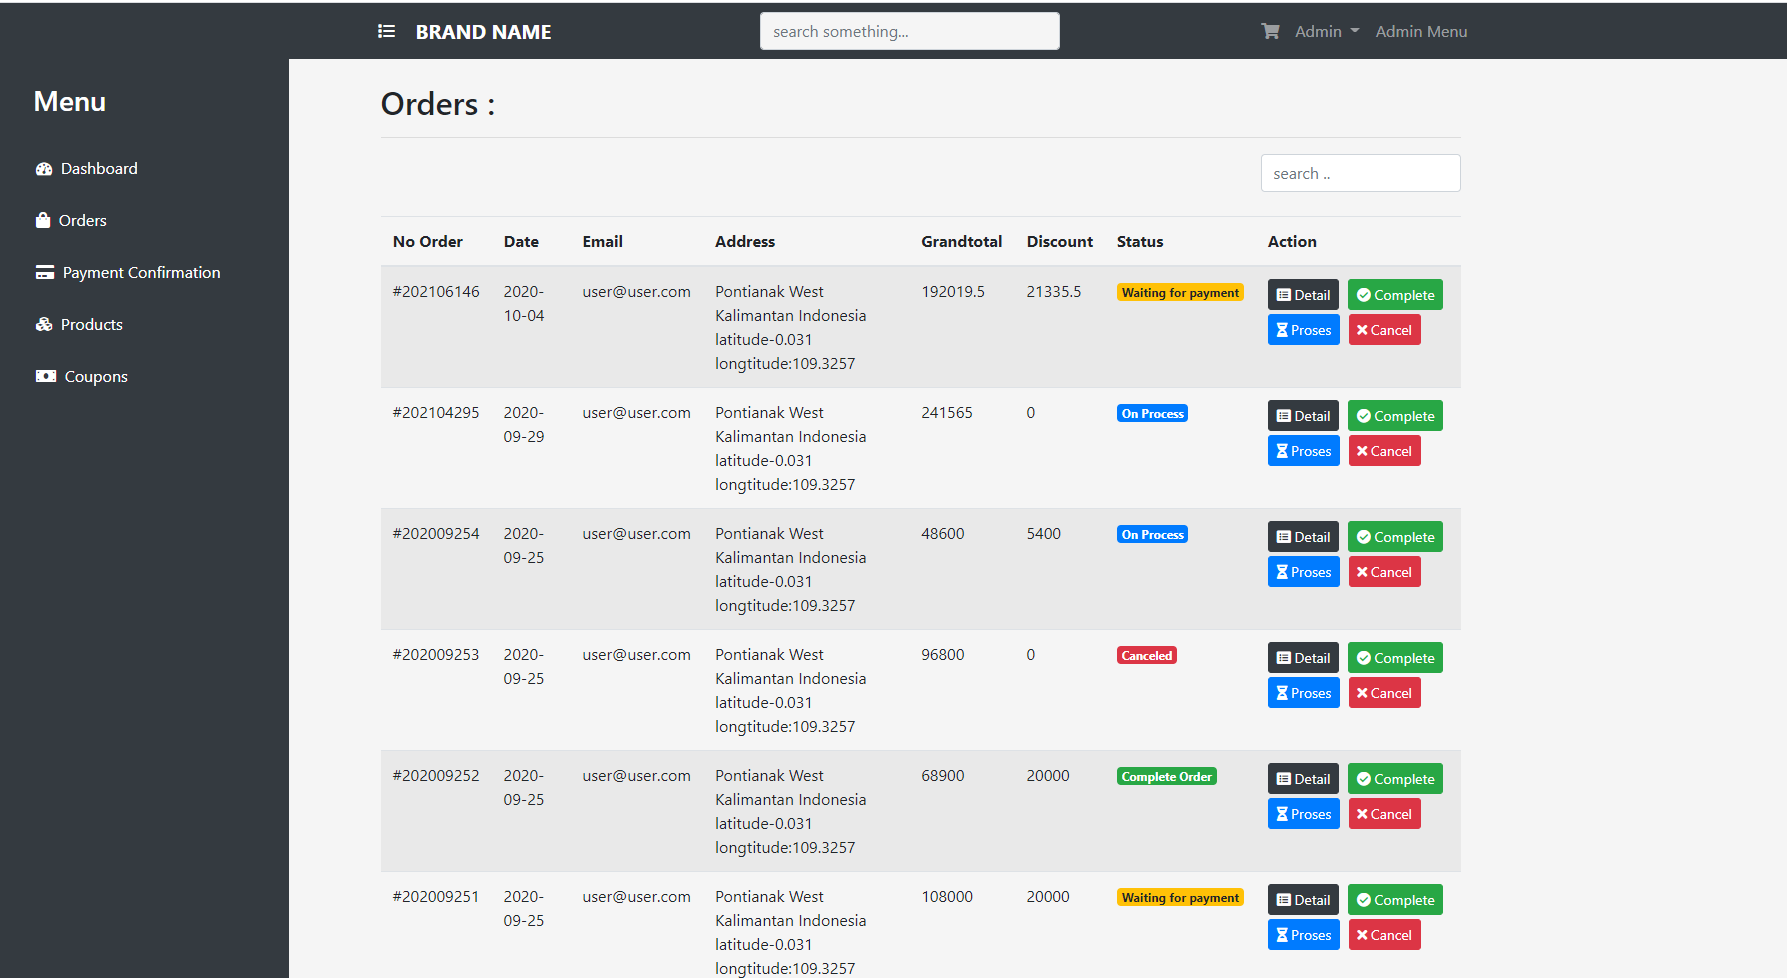 BRAND NAME
search something...
Admin
Admin Menu
Menu
Dashboard
Orders
Payment Confirmation
Products
Coupons
Orders :
search ..
No Order Date Email Address Grandtotal Discount Status Action
#202106146 2020- user@user.com Pontianak West 192019.5 21335.5 Waiting for payment Detail Complete
10-04 Kalimantan Indonesia Proses Cancel
latitude-0.031
longtitude:109.3257
#202104295 2020- user@user.com Pontianak West 241565 0 On Process Detail Complete
09-29 Kalimantan Indonesia Proses Cancel
latitude-0.031
longtitude:109.3257
#202009254 2020- user@user.com Pontianak West 48600 5400 On Process Detail Complete
09-25 Kalimantan Indonesia Proses Cancel
latitude-0.031
longtitude:109.3257
#202009253 2020- user@user.com Pontianak West 96800 0 Canceled Detail Complete
09-25 Kalimantan Indonesia Proses Cancel
latitude-0.031
longtitude:109.3257
#202009252 2020- user@user.com Pontianak West 68900 20000 Complete Order Detail Complete
09-25 Kalimantan Indonesia Proses Cancel
latitude-0.031
longtitude:109.3257
#202009251 2020- user@user.com Pontianak West 108000 20000 Waiting for payment Detail Complete
09-25 Kalimantan Indonesia Proses Cancel
latitude-0.031
longtitude:109.3257